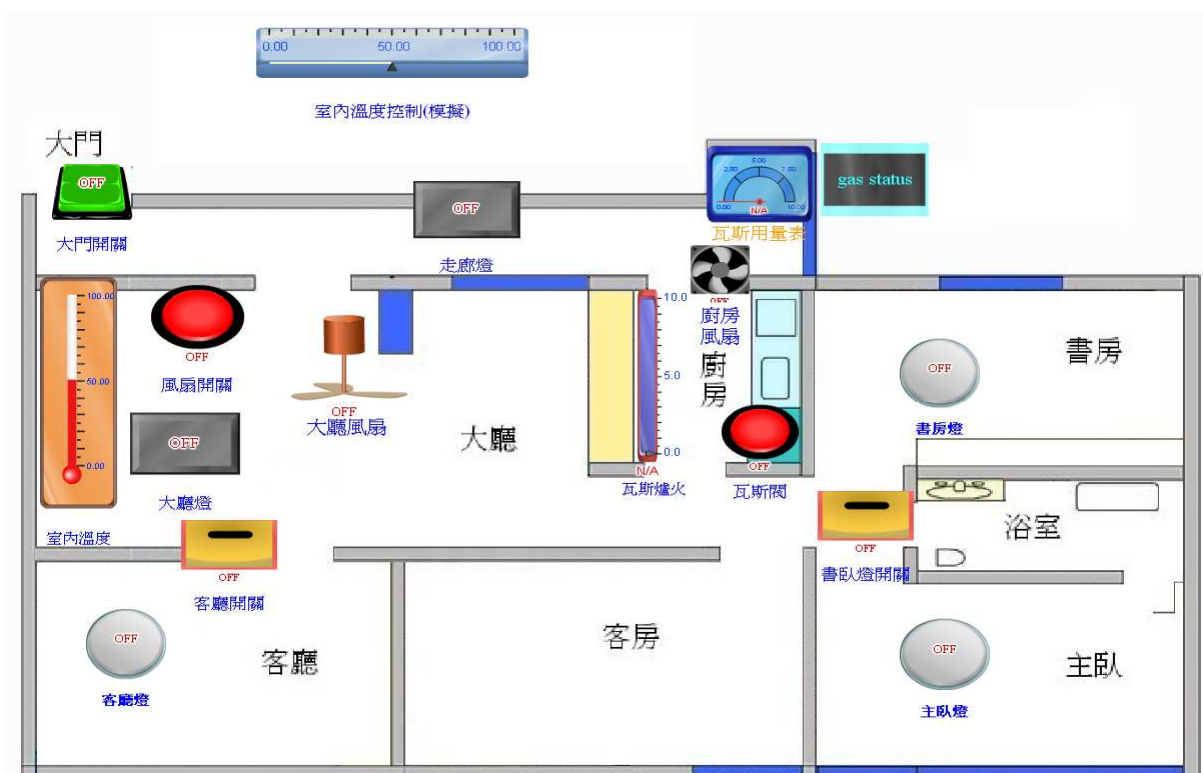 0.00 50.00 100.00
室內溫度控制(模擬)
大門
OFF
大門開關
OFF
走廊燈
2.50 5.00 7.50
0.00 10.00
N/A
瓦斯用量表
gas status
100.00
50.00
0.00
室內溫度
OFF
風扇開關
OFF
大廳燈
OFF
大廳風扇
大廳
10.0
5.0
0.0
N/A
瓦斯爐火
OFF
廚房
風扇
廚
房
OFF
瓦斯閥
OFF
書房燈
書房
OFF
客廳開關
OFF
書臥燈開關
浴室
OFF
客廳燈
客廳
客房
OFF
主臥燈
主臥